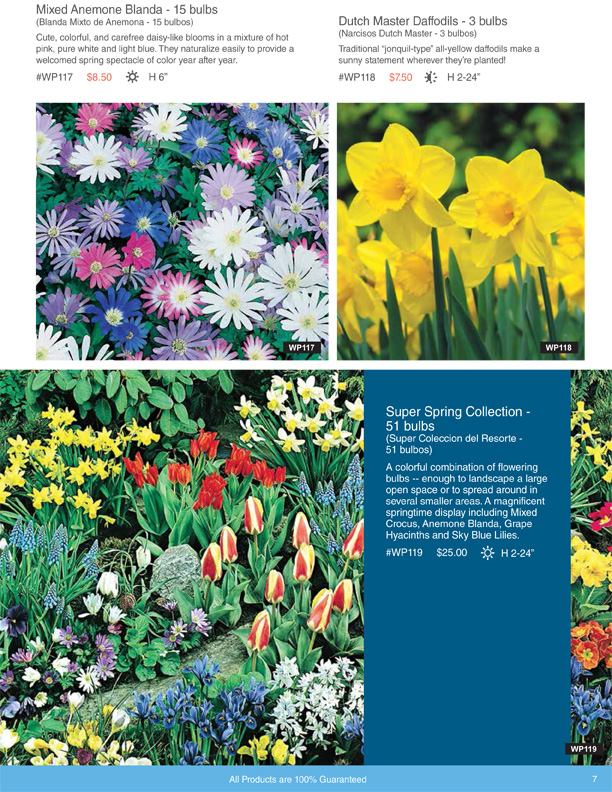 Mixed Anemone Blanda - 15 bulbs
(Blanda Mixto de Anemona - 15 bulbos)
Cute, colorful, and carefree daisy-like blooms in a mixture of hot
pink, pure white and light blue. They naturalize easily to provide a
welcomed spring spectacle of color year after year.
#WP117 $8.50 H 6"
Dutch Master Daffodils - 3 bulbs
(Narcisos Dutch Master - 3 bulbos)
Traditional “jonquil-type” all-yellow daffodils make a
sunny statement wherever they're planted!
#WP118 $7.50 H 2-24"
WP117
WP118
Super Spring Collection -
51 bulbs
(Super Coleccion del Resorte -
51 bulbos)
A colorful combination of flowering
bulbs -- enough to landscape a large
open space or to spread around in
several smaller areas. A magnificent
springtime display including Mixed
Crocus, Anemone Blanda, Grape
Hyacinths and Sky Blue Lilies.
#WP119 $25.00 H 2-24"
WP119
All Products are 100% Guaranteed 7